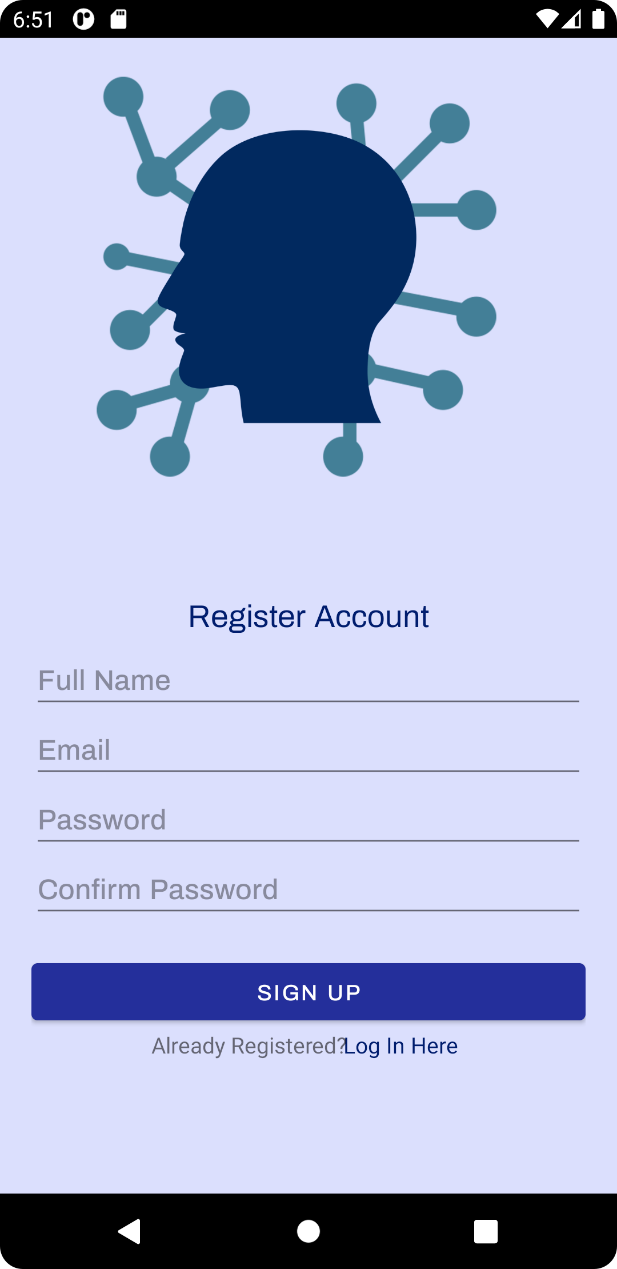 6:51
Register Account
Full Name
Email
Password
Confirm Password
SIGN UP
Already Registered?Log In Here